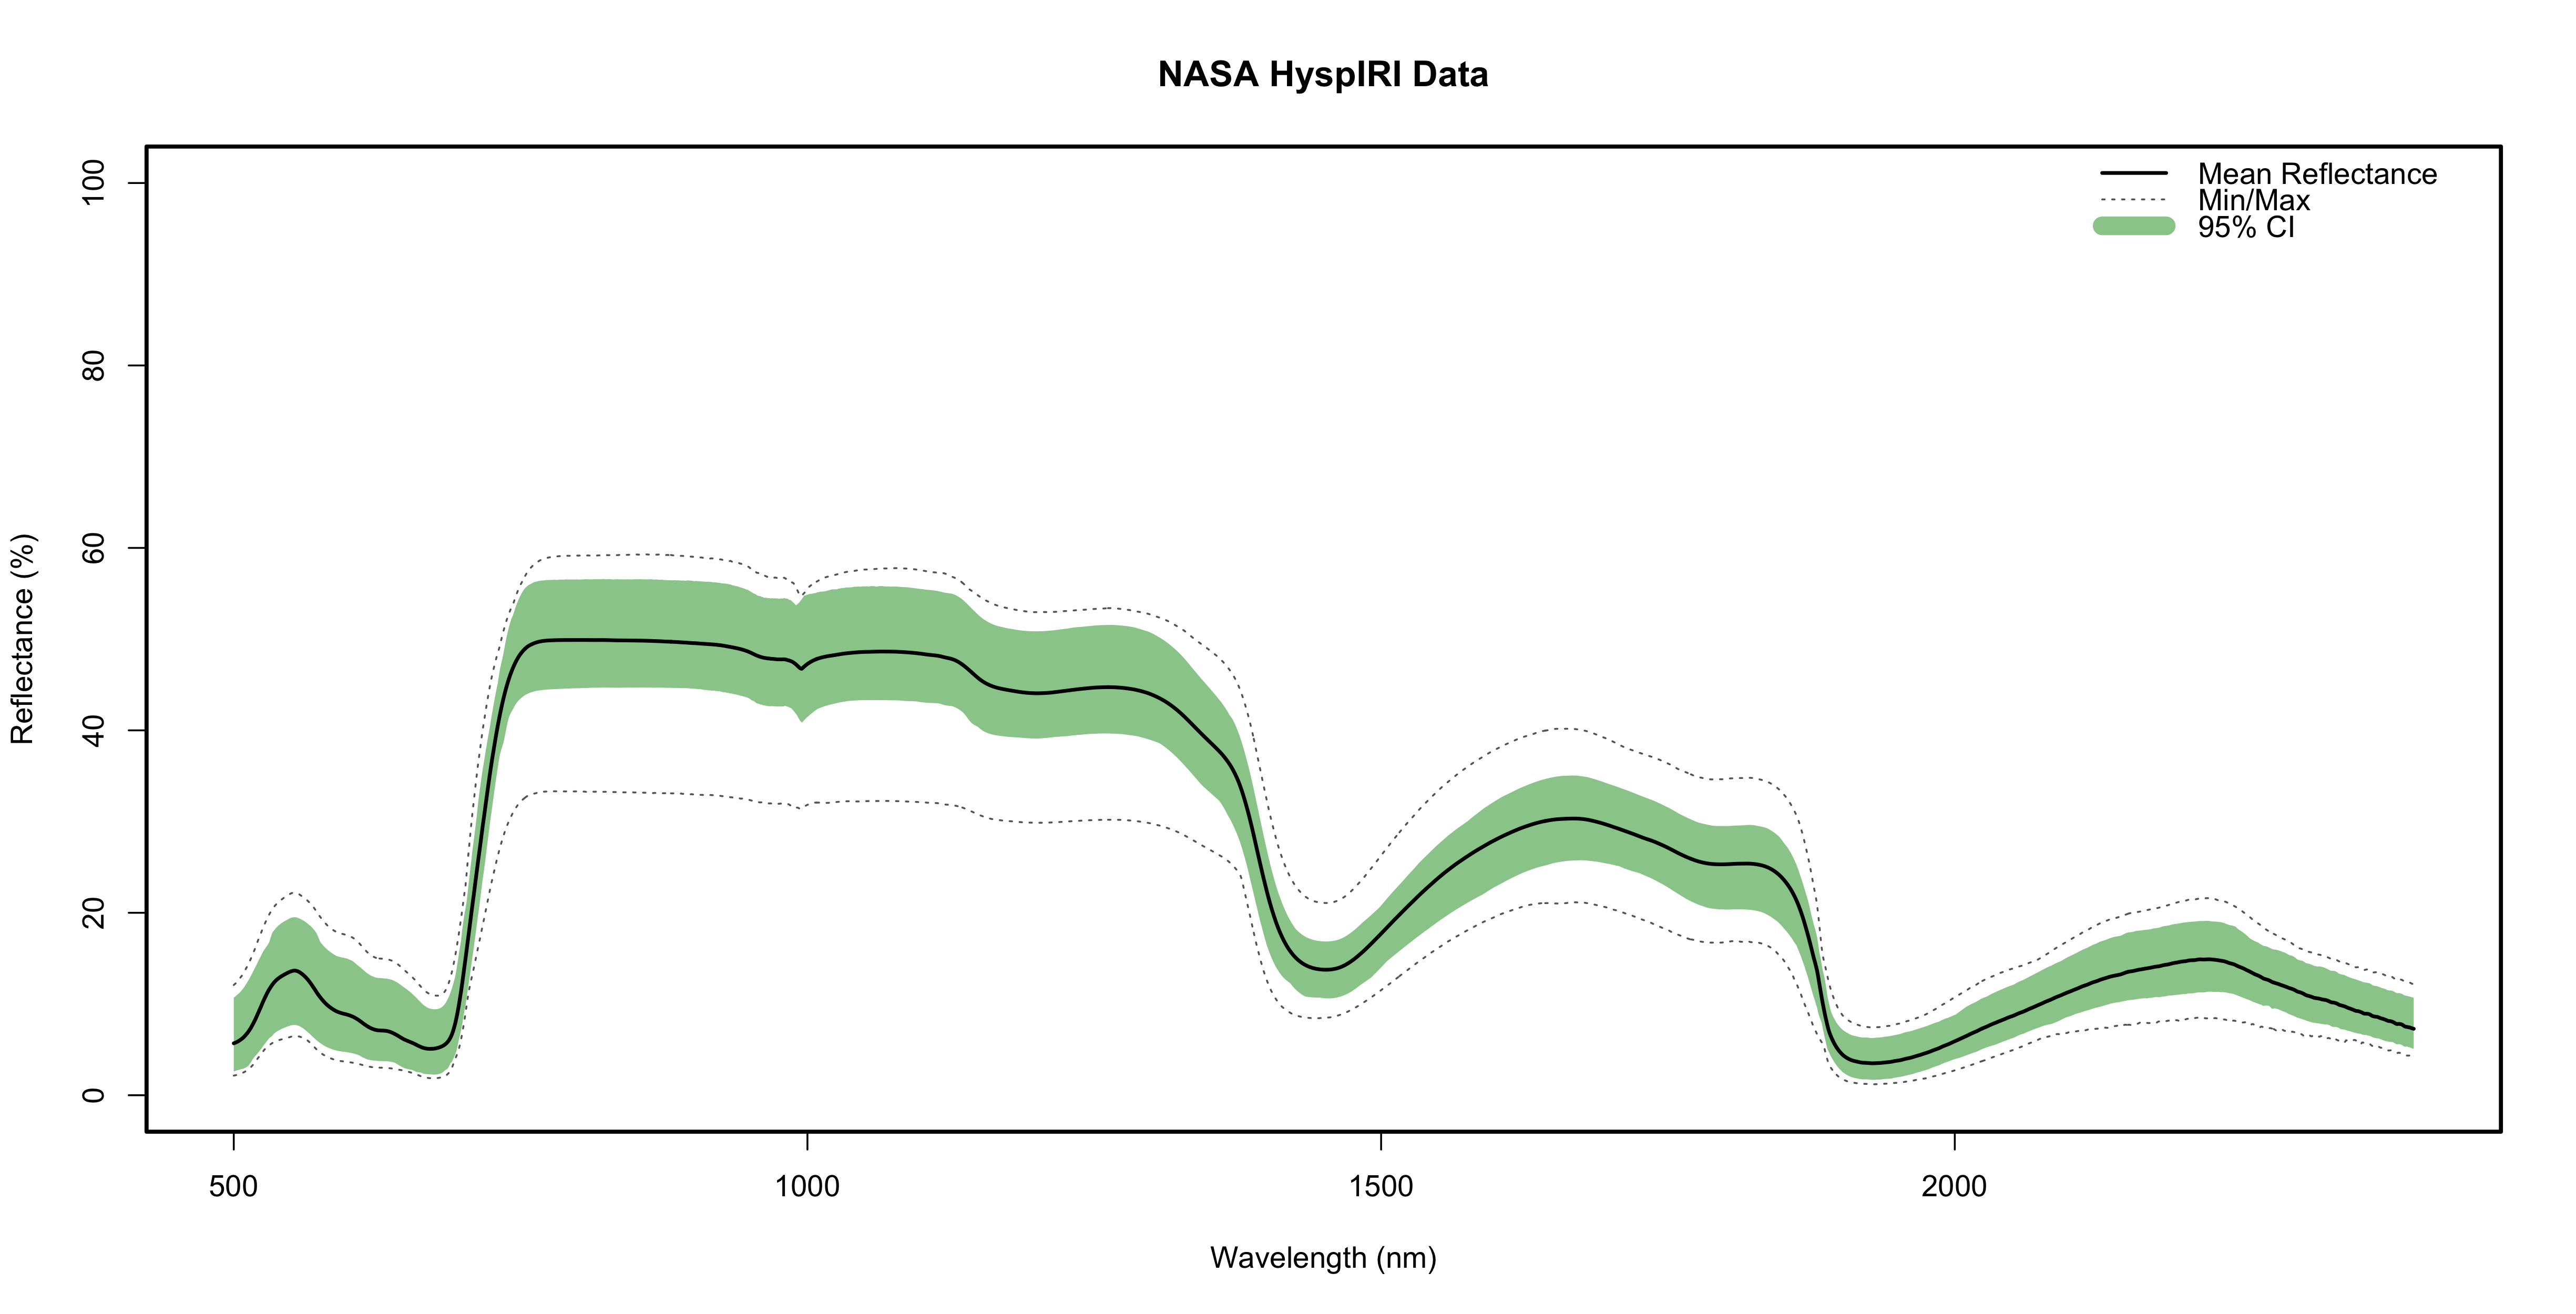 NASA HyspIRI Data
Mean Reflectance
Min/Max
95% CI
Reflectance (%)
100
80
60
40
20
0
500 1000 1500 2000
Wavelength (nm)